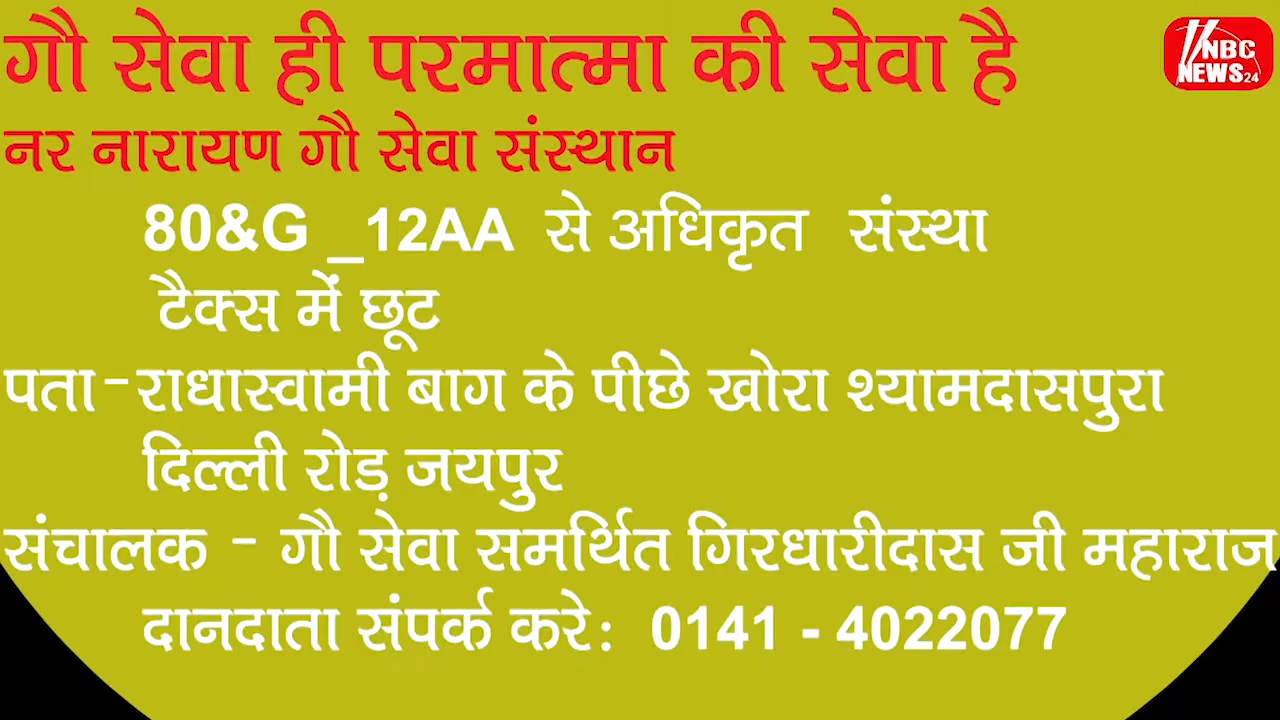 गौ सेवा ही परमात्मा की सेवा है
NBC
NEWS24
नर नारायण गौ सेवा संस्थान
80&G _12AA से अधिकृत संस्था
टैक्स में छूट
पता-राधास्वामी बाग के पीछे खोरा श्यामदासपुरा
दिल्ली रोड़ जयपुर
संचालक - गौ सेवा समर्थित गिरधारीदास जी महाराज
दानदाता संपर्क करे: 0141 - 4022077